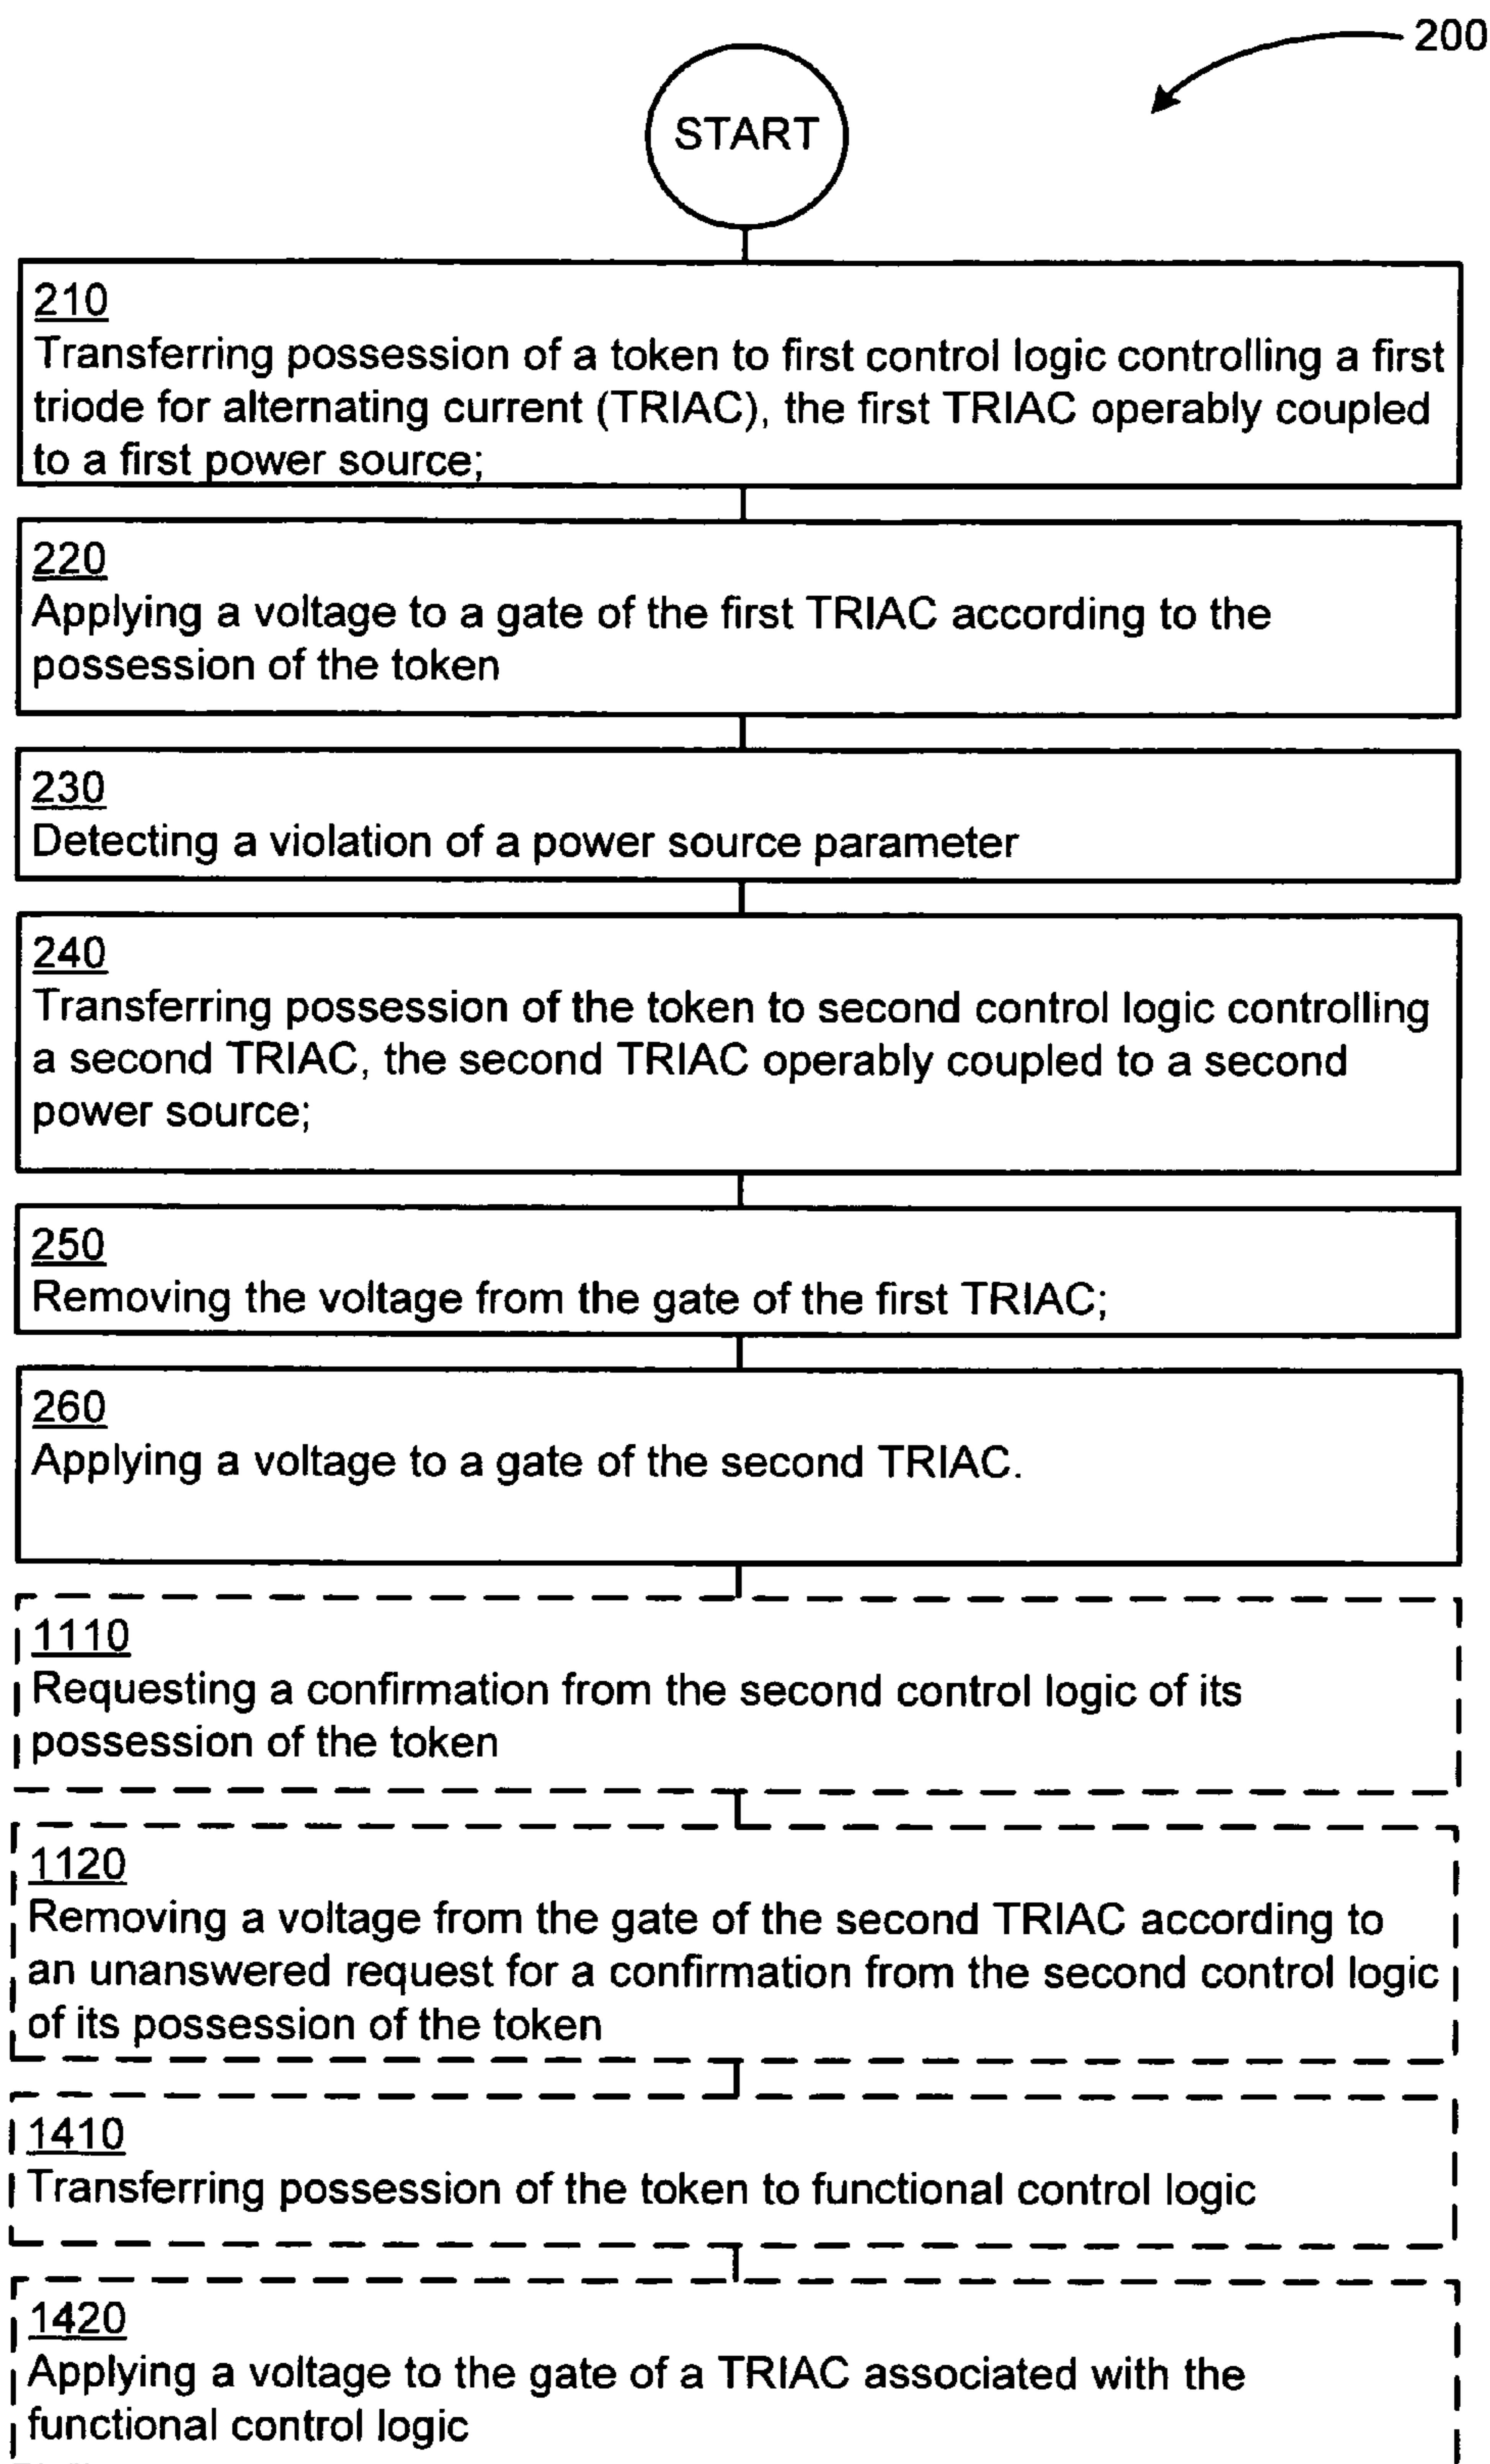 200
START
210
Transferring possession of a token to first control logic controlling a first
triode for alternating current (TRIAC), the first TRIAC operably coupled
to a first power source;
220
Applying a voltage to a gate of the first TRIAC according to the
possession of the token
230
Detecting a violation of a power source parameter
240
Transferring possession of the token to second control logic controlling
a second TRIAC, the second TRIAC operably coupled to a second
power source;
250
Removing the voltage from the gate of the first TRIAC;
260
Applying a voltage to a gate of the second TRIAC.
1110
Requesting a confirmation from the second control logic of its
possession of the token
1120
Removing a voltage from the gate of the second TRIAC according to
an unanswered request for a confirmation from the second control logic
of its possession of the token
1410
Transferring possession of the token to functional control logic
1420
Applying a voltage to the gate of a TRIAC associated with the
functional control logic